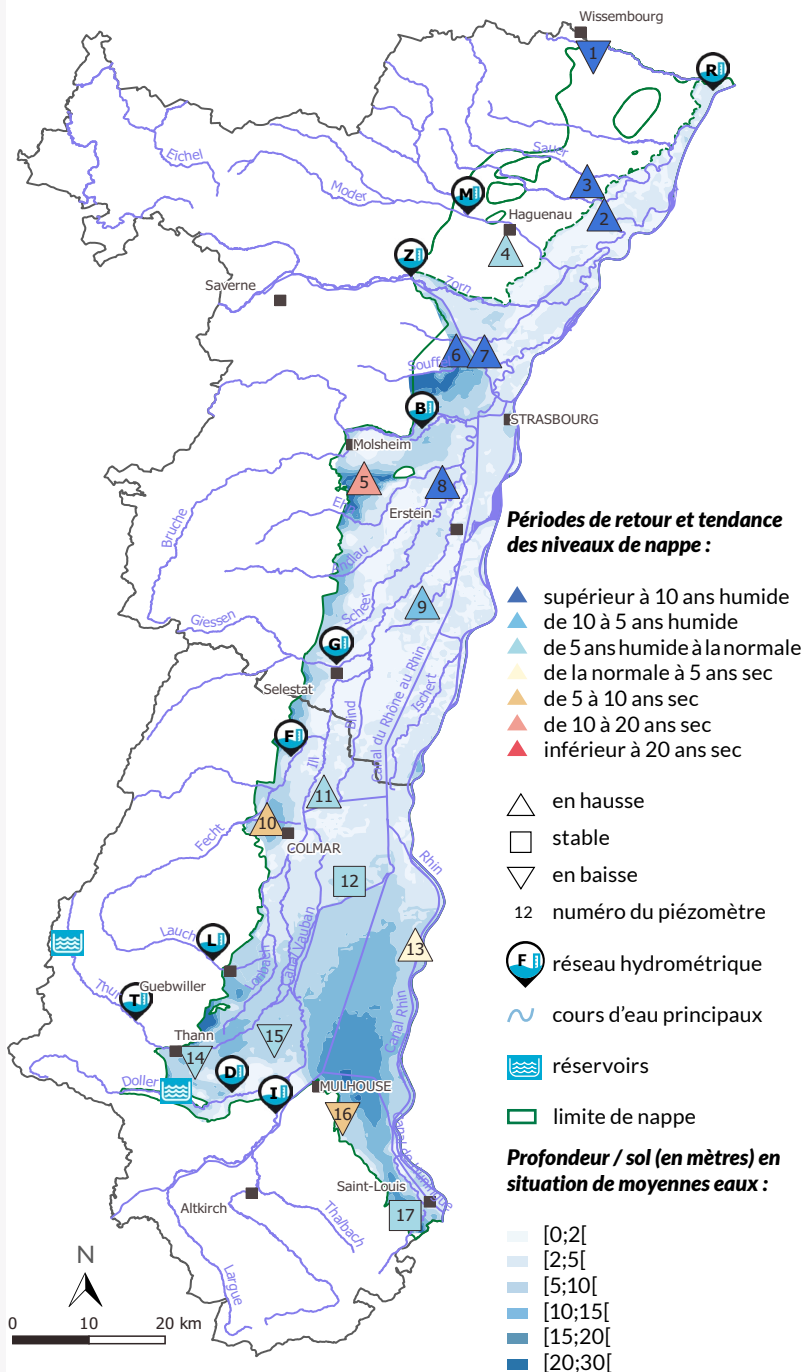 Wissembourg
1
R
Sauer
Eichel
Moder
M
3
2
Haguenau
4
Z
Zorn
Saverne
6
7
Souffel
B
STRASBOURG
Molsheim
5
8
Erstein
Bruche
Andlau
Scheer
9
Giessen
G
Selestat
Blind
Canal du Rhône au Rhin
Ischert
F
Ill
11
10
COLMAR
Fecht
12
Rhin
13
Lauch
L
Canal Vauban
Guebwiller
Thur
T
Canal Rhin
Thann
15
14
D
Doller
I
MULHOUSE
16
Canal de Huningue
Saint-Louis
17
Altkirch
Thalbach
Largue
N
0 10 20 km
Périodes de retour et tendance
des niveaux de nappe :
supérieur à 10 ans humide
de 10 à 5 ans humide
de 5 ans humide à la normale
de la normale à 5 ans sec
de 5 à 10 ans sec
de 10 à 20 ans sec
inférieur à 20 ans sec
en hausse
stable
en baisse
12 numéro du piézomètre
F réseau hydrométrique
cours d'eau principaux
réservoirs
limite de nappe
Profondeur / sol (en mètres) en
situation de moyennes eaux :
[0;2[
[2;5[
[5;10[
[10;15[
[15;20[
[20;30[